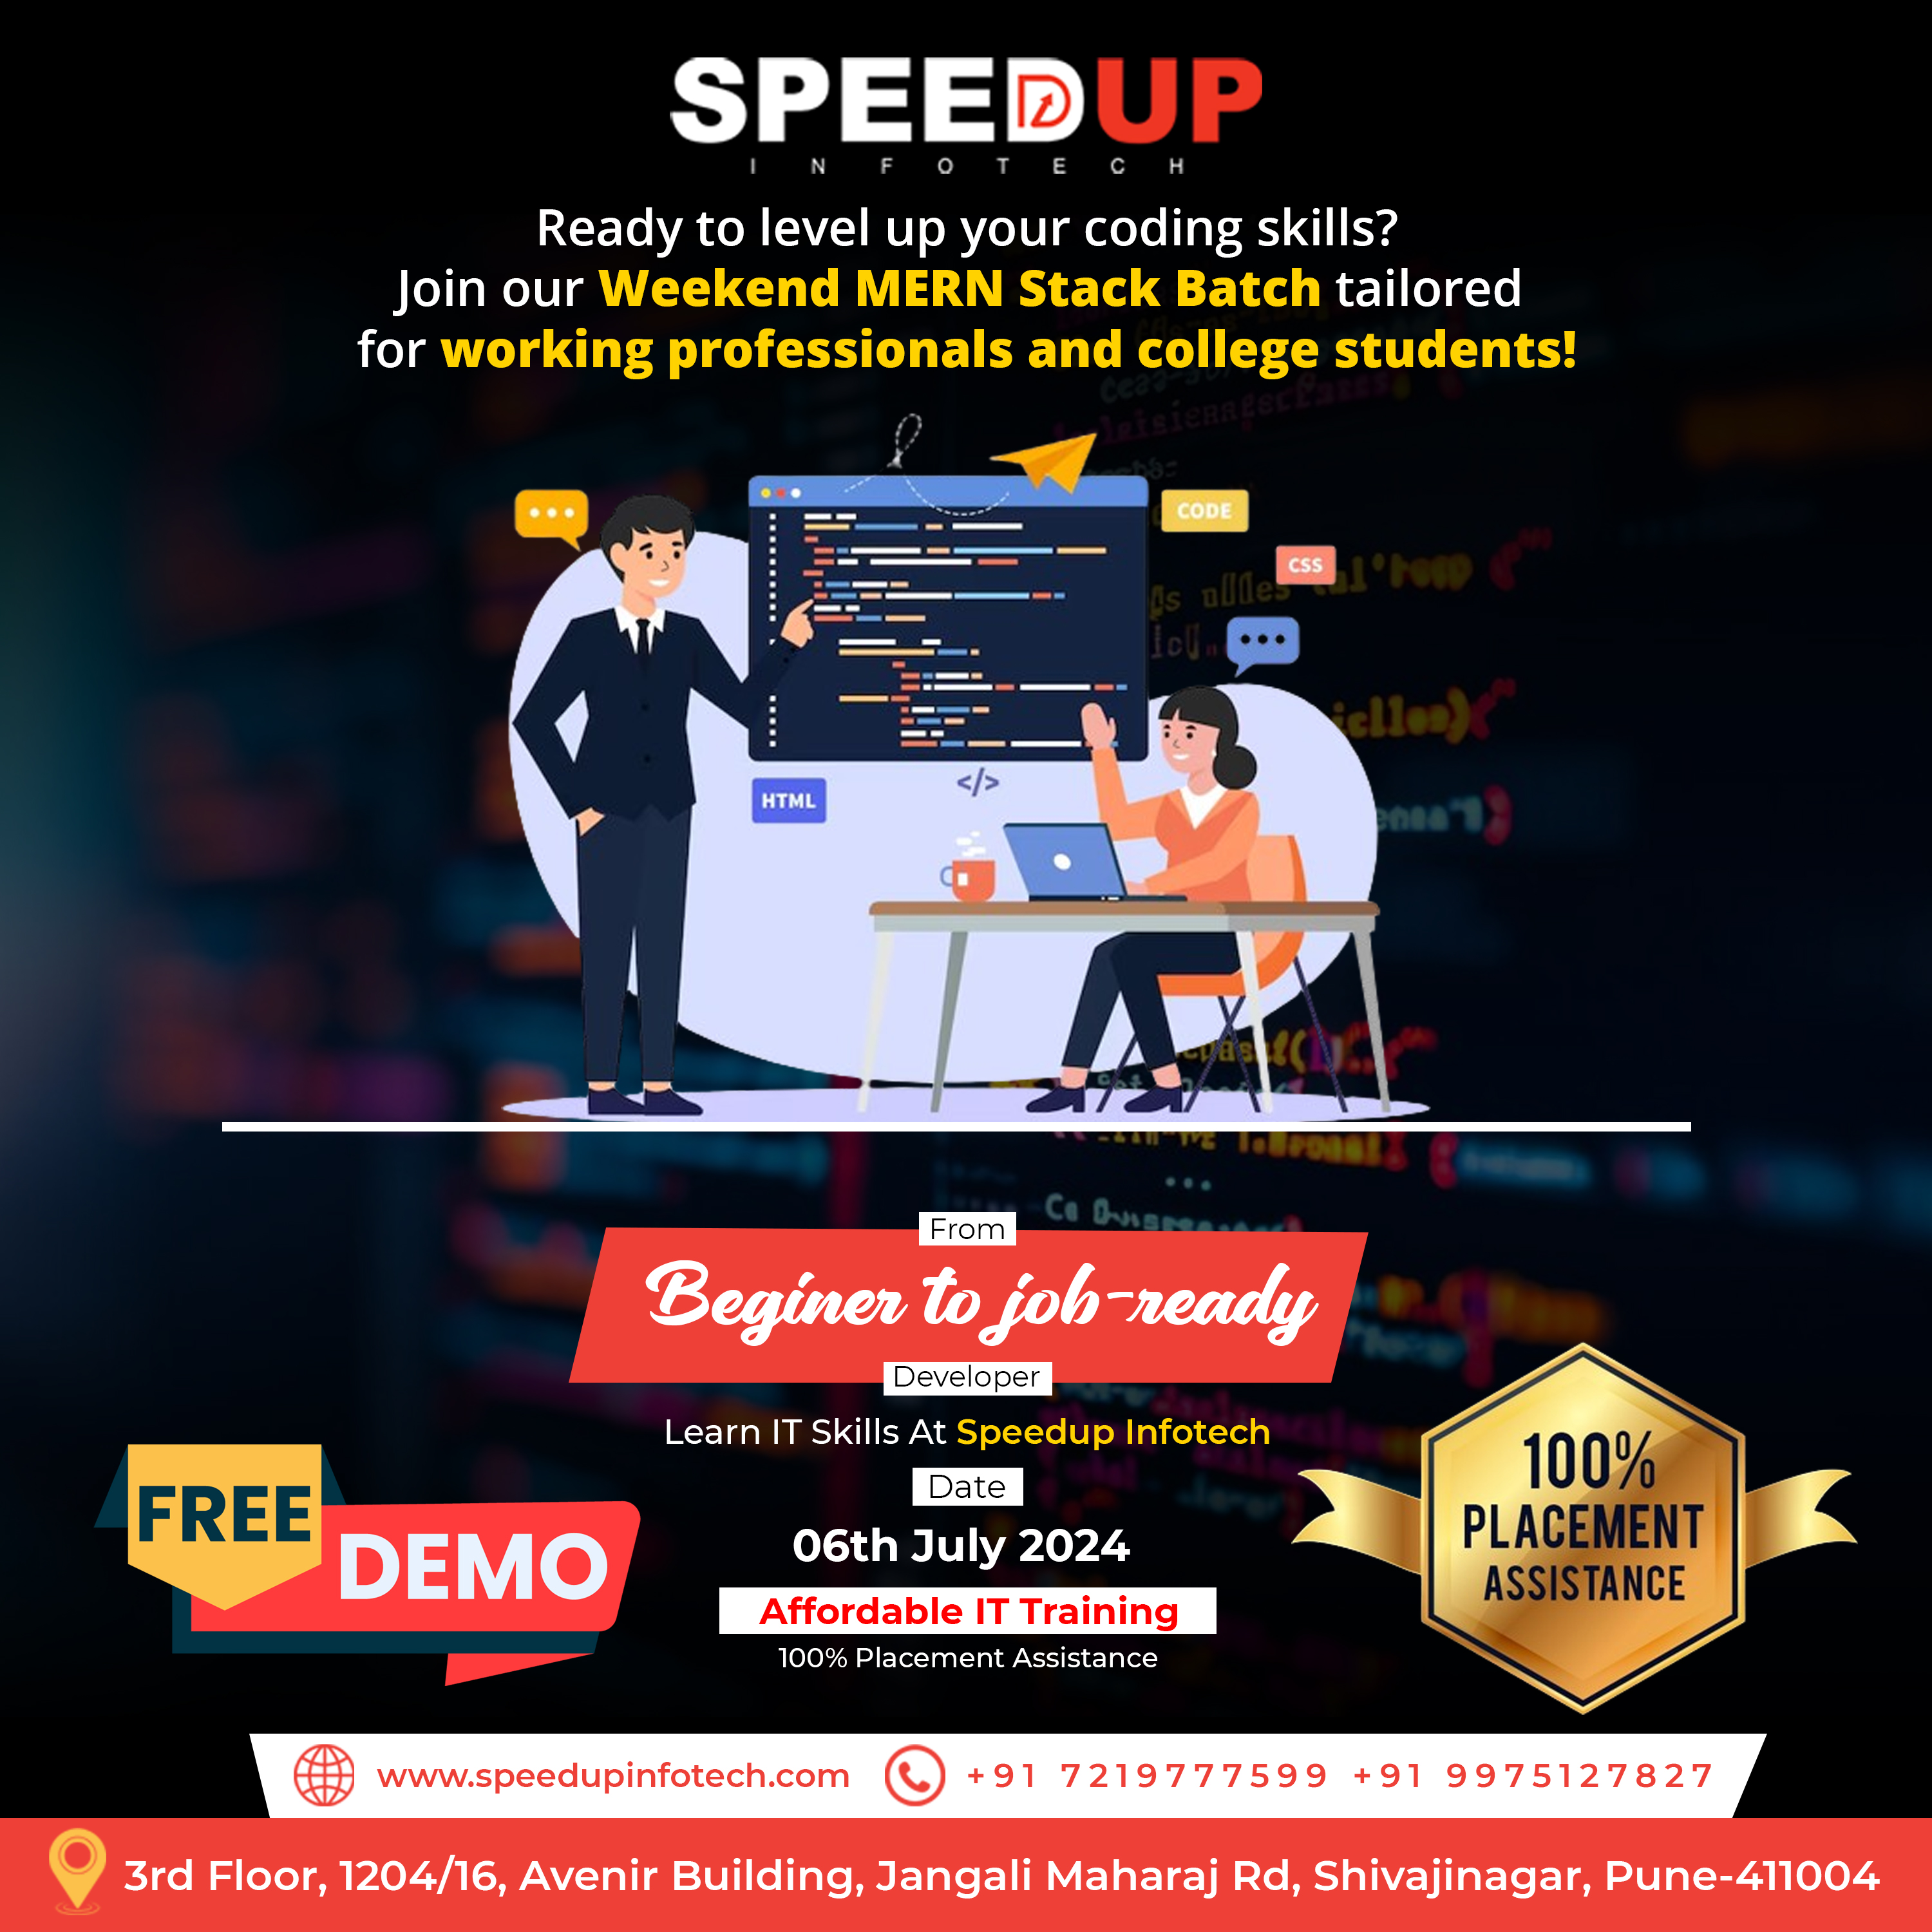 SPEEDUP
INFOTECH
Ready to level up your coding skills?
Join our Weekend MERN Stack Batch tailored
for working professionals and college students!
CODE
CSS
HTML
</>
From
Beginer to job-ready
Developer
Learn IT Skills At Speedup Infotech
Date
06th July 2024
Affordable IT Training
100% Placement Assistance
FREE
DEMO
100%
PLACEMENT
ASSISTANCE
www.speedupinfotech.com +91 7219777599 +91 9975127827
3rd Floor, 1204/16, Avenir Building, Jangali Maharaj Rd, Shivajinagar, Pune-411004